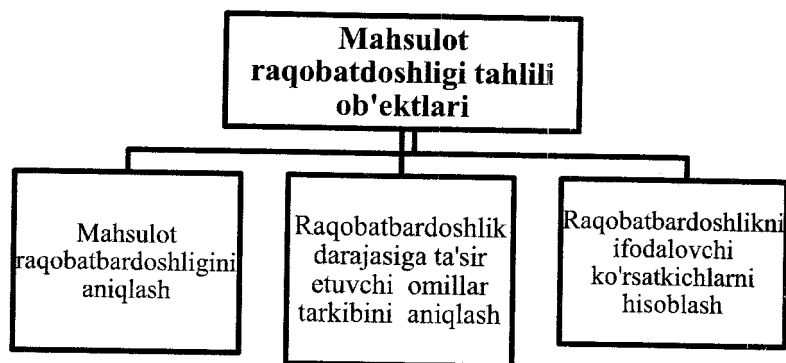 Mahsulot
raqobatdoshligi tahlili
ob'ektlari
Mahsulot
raqobatbardoshligini
aniqlash
Raqobatbardoshlik
darajasiga ta'sir
etuvchi omillar
tarkibini aniqlash
Raqobatbardoshlikni
ifodalovchi
ko'rsatkichlarni
hisoblash